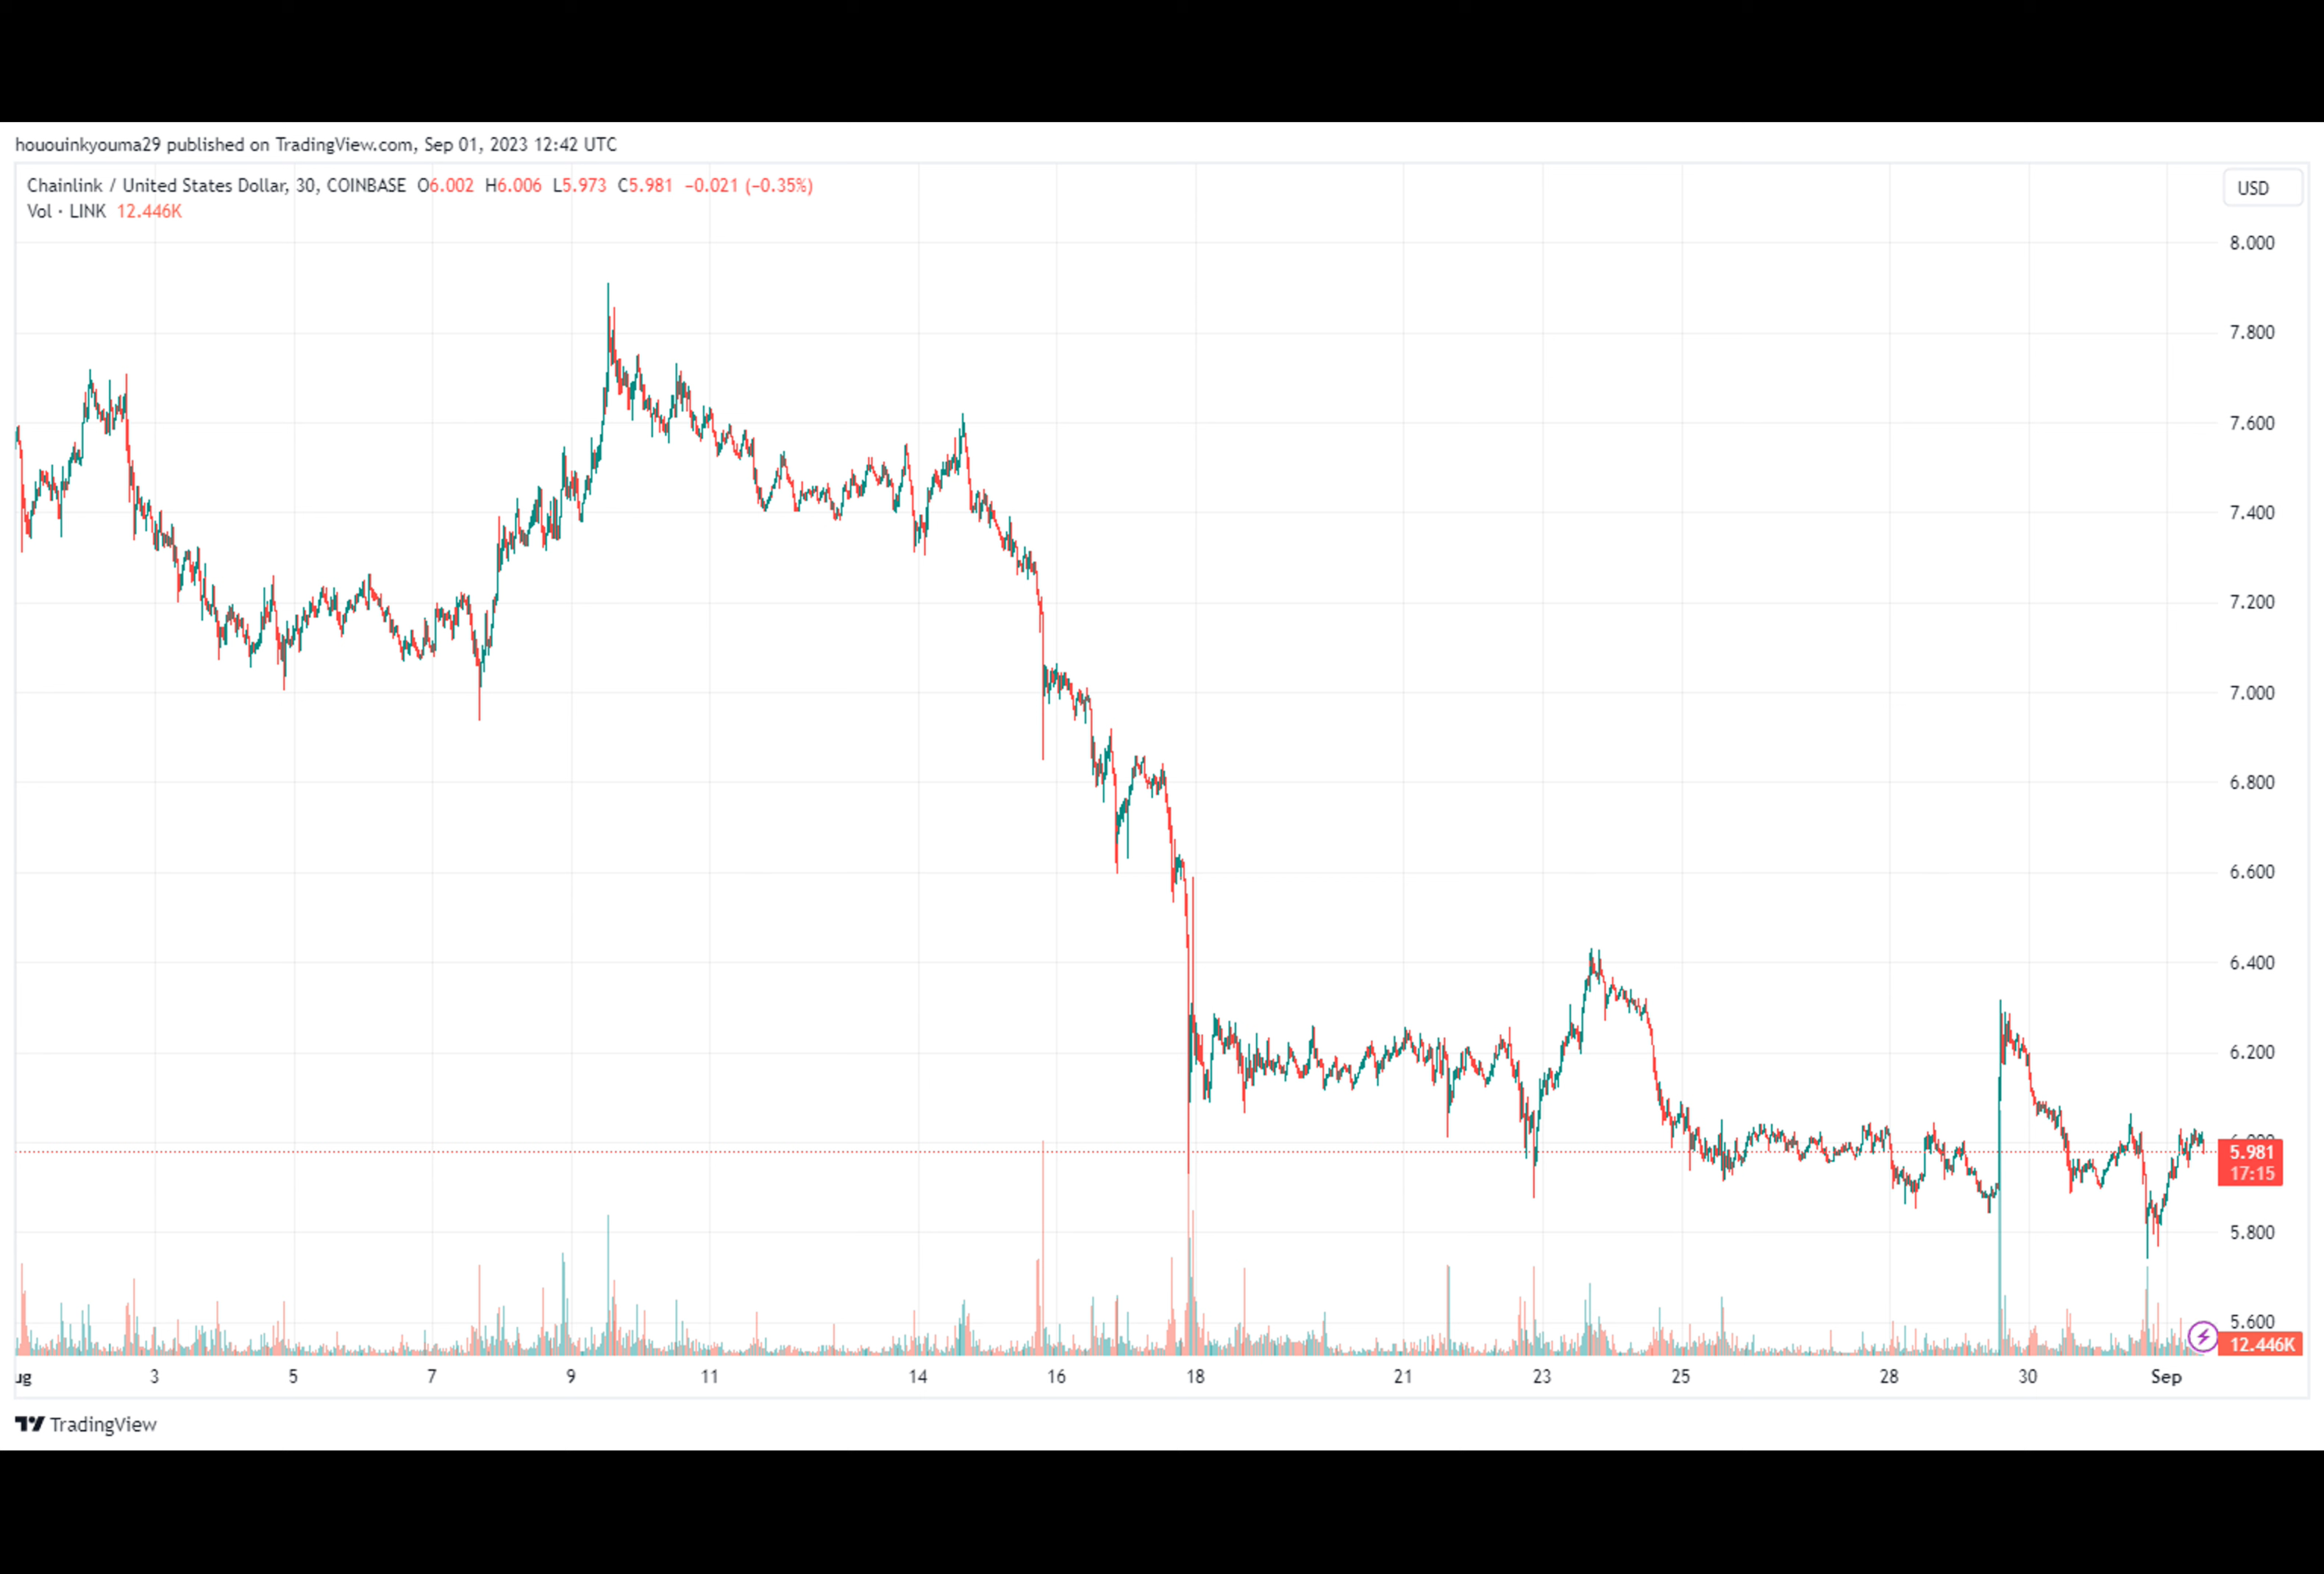 hououinkyouma29 published on TradingView.com, Sep 01, 2023 12:42 UTC
Chainlink / United States Dollar, 30, COINBASE O6.002 H6.006 L5.973 C5.981 −0.021 (−0.35%)
Vol · LINK 12.446K
USD
8.000
7.800
7.600
7.400
7.200
7.000
6.800
6.600
6.400
6.200
6.000
5.981
17:15
5.800
5.600
12.446K
ug 3 5 7 9 11 14 16 18 21 23 25 28 30 Sep
TradingView